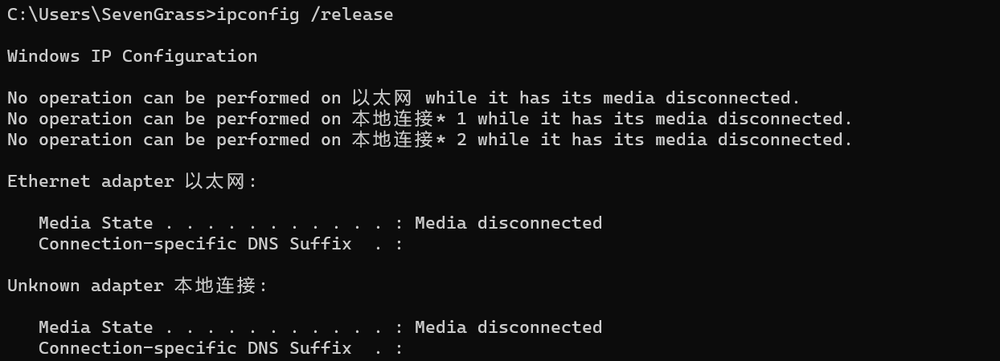 C:\Users\SevenGrass>ipconfig /release
Windows IP Configuration
No operation can be performed on 以太网 while it has its media disconnected.
No operation can be performed on 本地连接* 1 while it has its media disconnected.
No operation can be performed on 本地连接* 2 while it has its media disconnected.
Ethernet adapter 以太网:
   Media State . . . . . . . . . . . : Media disconnected
   Connection-specific DNS Suffix  . :
Unknown adapter 本地连接:
   Media State . . . . . . . . . . . : Media disconnected
   Connection-specific DNS Suffix  . :